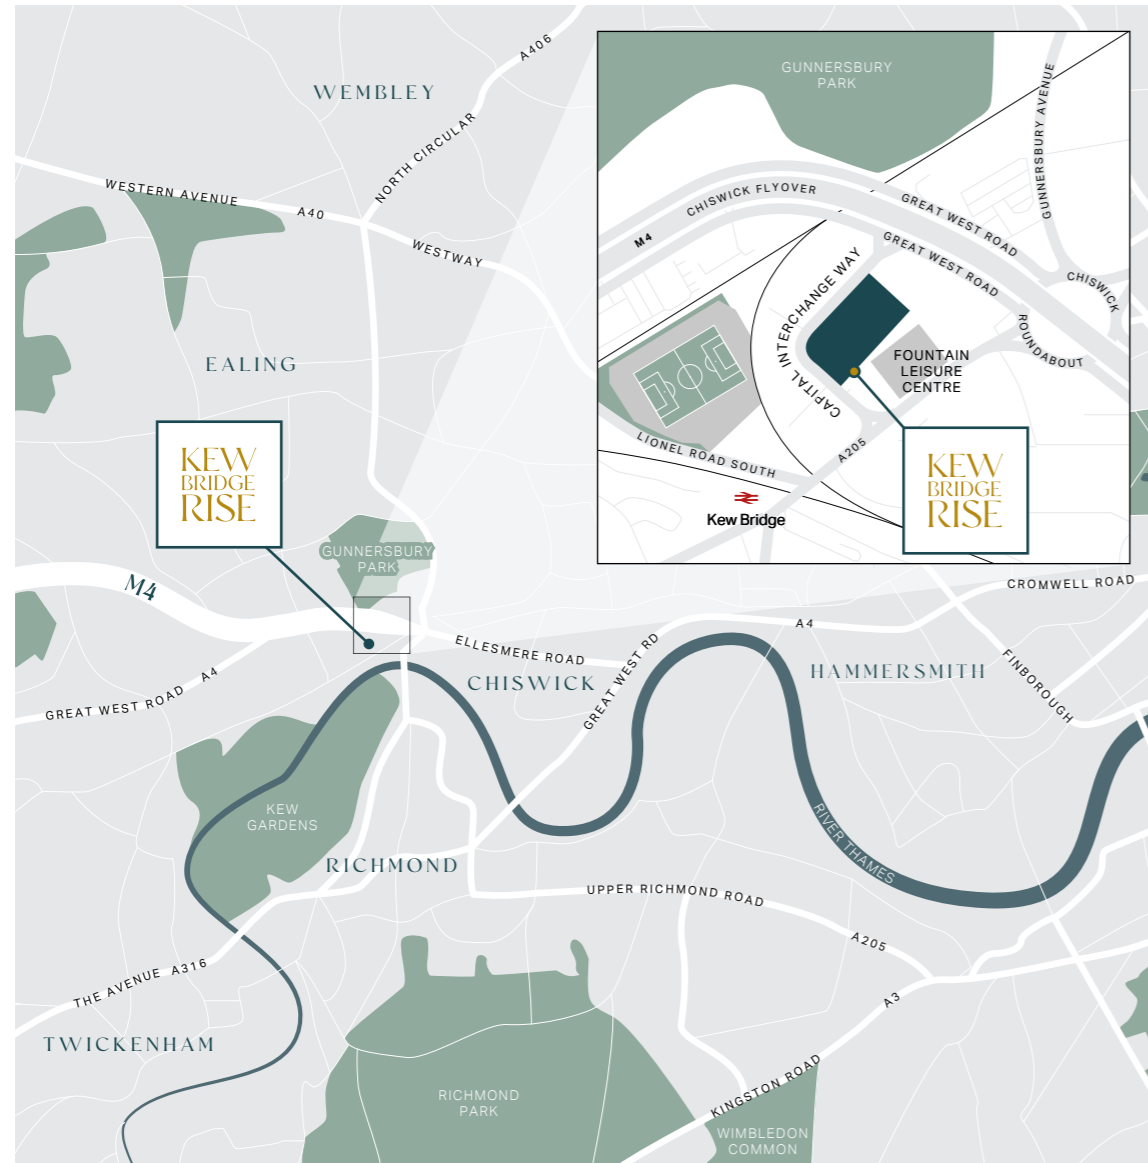 WEMBLEY
A406
NORTH CIRCULAR
WESTERN AVENUE
A40
WESTWAY
EALING
KEW
BRIDGE
RISE
GUNNERSBURY
PARK
M4
ELLESMERE ROAD
GREAT WEST ROAD
A4
CHISWICK
GREAT WEST RD
A4
CROMWELL ROAD
HAMMERSMITH
FINBOROUGH
KEW
GARDENS
RICHMOND
RIVER THAMES
UPPER RICHMOND ROAD
A205
THE AVENUE A316
A3
TWICKENHAM
KINGSTON ROAD
RICHMOND
PARK
WIMBLEDON
COMMON
GUNNERSBURY
PARK
GUNNERSBURY AVENUE
CHISWICK FLYOVER
M4
GREAT WEST ROAD
GREAT WEST ROAD
CHISWICK
ROUNDABOUT
CAPITAL INTERCHANGE WAY
FOUNTAIN
LEISURE
CENTRE
LIONEL ROAD SOUTH
A205
Kew Bridge
KEW
BRIDGE
RISE